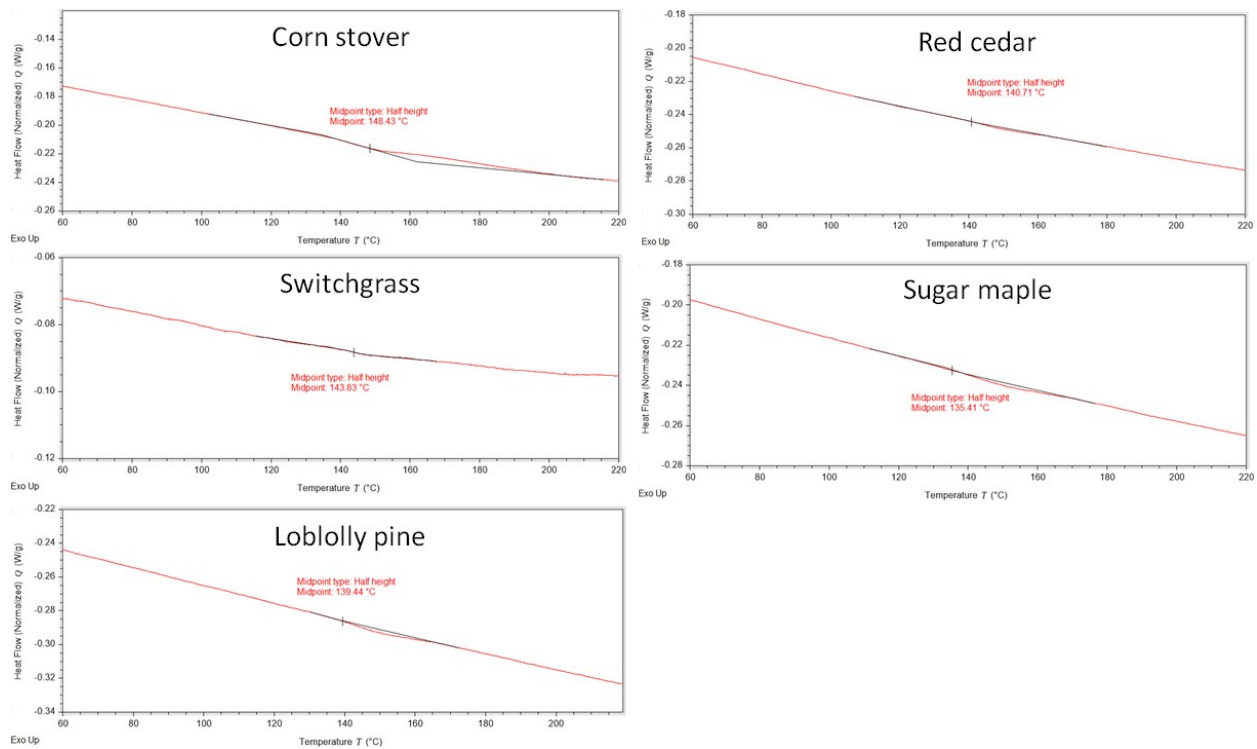 Corn stover
Heat Flow (Normalized) Q (W/g)
-0.14
-0.16
-0.18
-0.20
-0.22
-0.24
-0.26
Midpoint type: Half height
Midpoint: 148.43 °C
60 80 100 120 140 160 180 200 220
Exo Up
Temperature T (°C)
Red cedar
Heat Flow (Normalized) Q (W/g)
-0.18
-0.20
-0.22
-0.24
-0.26
-0.28
-0.30
Midpoint type: Half height
Midpoint: 140.71 °C
60 80 100 120 140 160 180 200 220
Exo Up
Temperature T (°C)
Switchgrass
Heat Flow (Normalized) Q (W/g)
-0.06
-0.08
-0.10
-0.12
Midpoint type: Half height
Midpoint: 143.83 °C
60 80 100 120 140 160 180 200 220
Exo Up
Temperature T (°C)
Sugar maple
Heat Flow (Normalized) Q (W/g)
-0.18
-0.20
-0.22
-0.24
-0.26
-0.28
Midpoint type: Half height
Midpoint: 135.41 °C
60 80 100 120 140 160 180 200 220
Exo Up
Temperature T (°C)
Loblolly pine
Heat Flow (Normalized) Q (W/g)
-0.22
-0.24
-0.26
-0.28
-0.30
-0.32
-0.34
Midpoint type: Half height
Midpoint: 139.44 °C
60 80 100 120 140 160 180 200
Exo Up
Temperature T (°C)